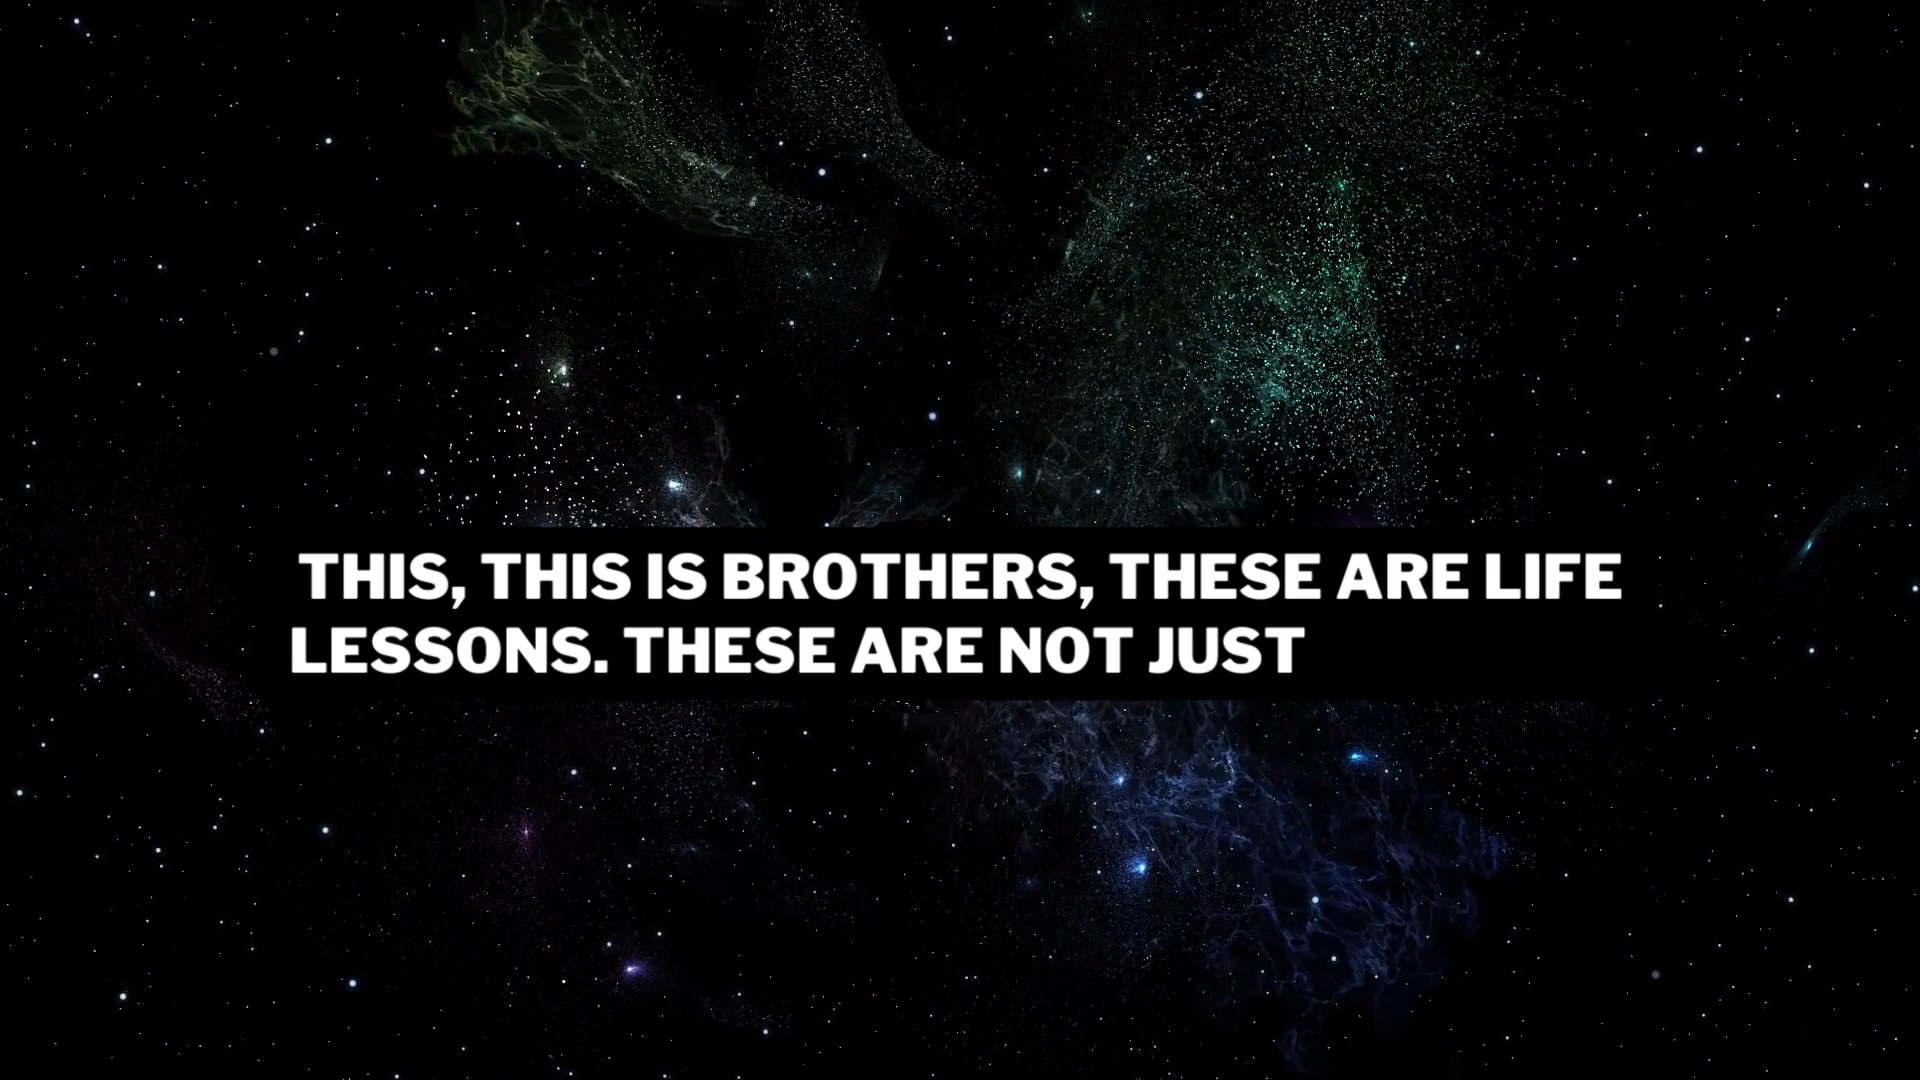 THIS, THIS IS BROTHERS, THESE ARE LIFE
LESSONS. THESE ARE NOT JUST